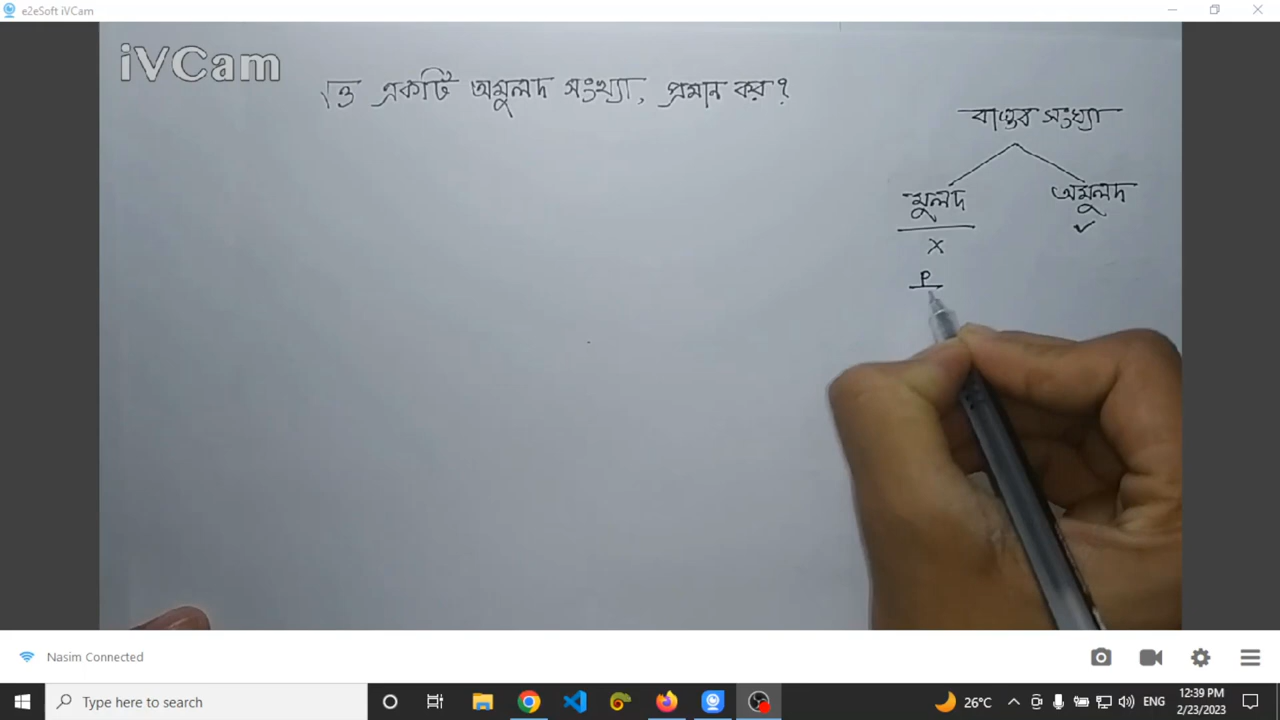 e2eSoft iVCam
iVCam
√৩ একটি অমুলদ সংখ্যা, প্রমান কর?
বাস্তব সংখ্যা
মুলদ অমুলদ
✓
x
P
Nasim Connected
Type here to search
26°C
ENG
12:39 PM
2/23/2023